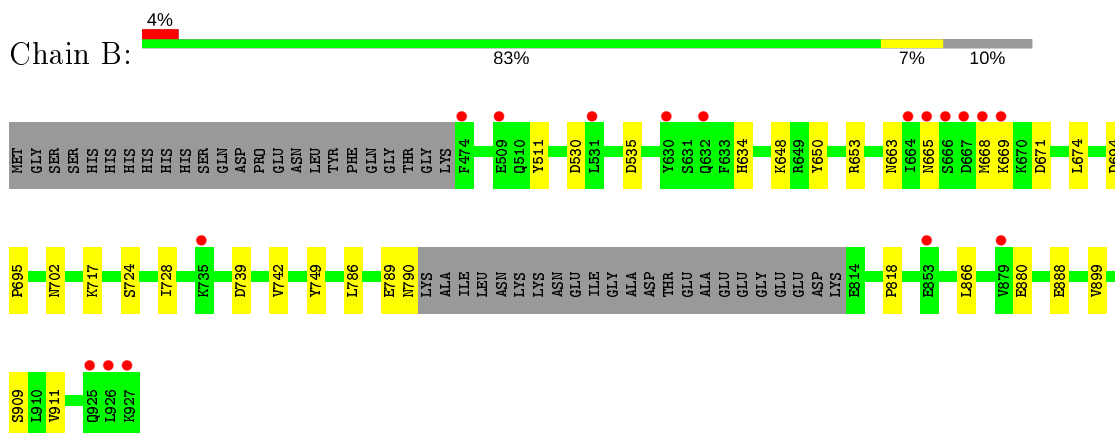 4%
Chain B:
83% 7% 10%
MET GLY SER SER HIS HIS HIS HIS HIS HIS SER GLN ASP PRO GLU ASN LEU TYR PHE GLN GLY THR GLY LYS F474 E509 Q510 Y511 D530 L531 D535 Y630 S631 Q632 F633 H634 K648 R649 Y650 R653 N663 I664 N665 S666 D667 M668 K669 K670 D671 L674 D694
P695 N702 K717 S724 I728 K735 D739 V742 Y749 L786 E789 N790 LYS ALA ILE LEU ASN LYS LYS ASN GLU ILE GLY ALA ASP THR GLU ALA GLU GLU GLY GLU GLU ASP LYS E814 P818 E853 L866 V879 E880 E888 V899
S909 L910 V911 Q925 L926 K927